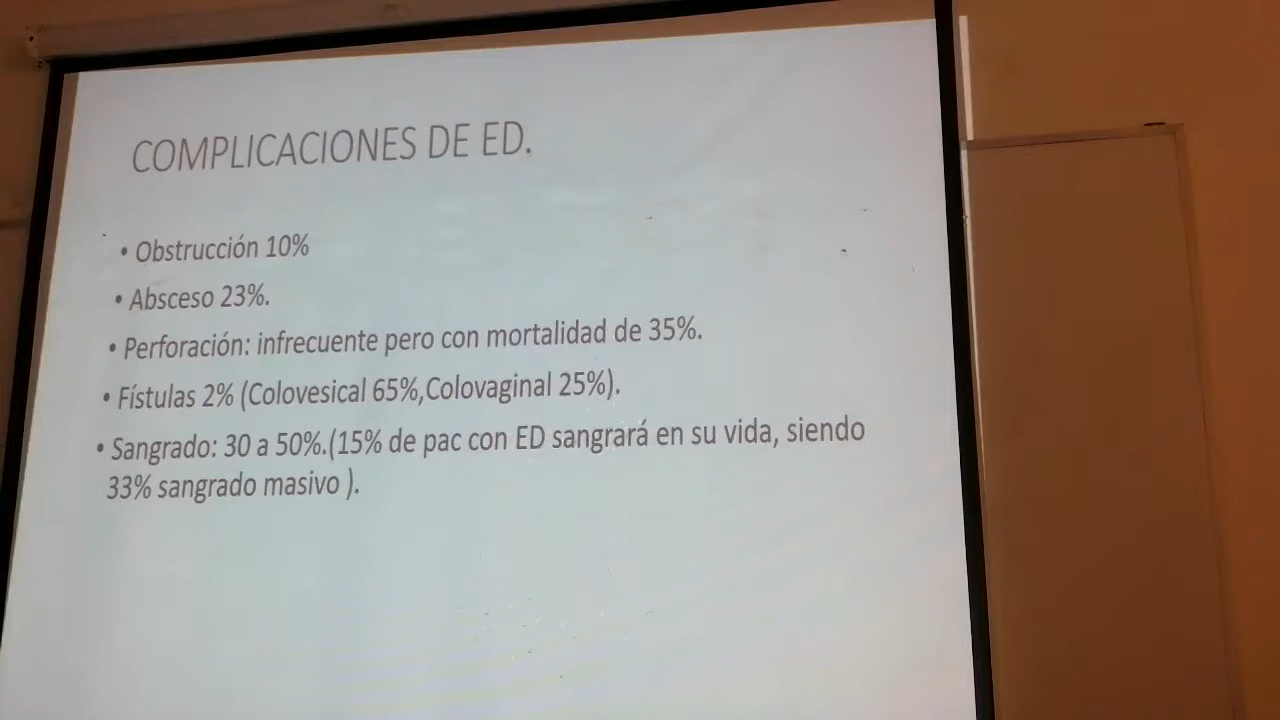 COMPLICACIONES DE ED.
• Obstrucción 10%
• Absceso 23%.
• Perforación: infrecuente pero con mortalidad de 35%.
• Fístulas 2% (Colovesical 65%,Colovaginal 25%).
• Sangrado: 30 a 50%.(15% de pac con ED sangrará en su vida, siendo
33% sangrado masivo ).